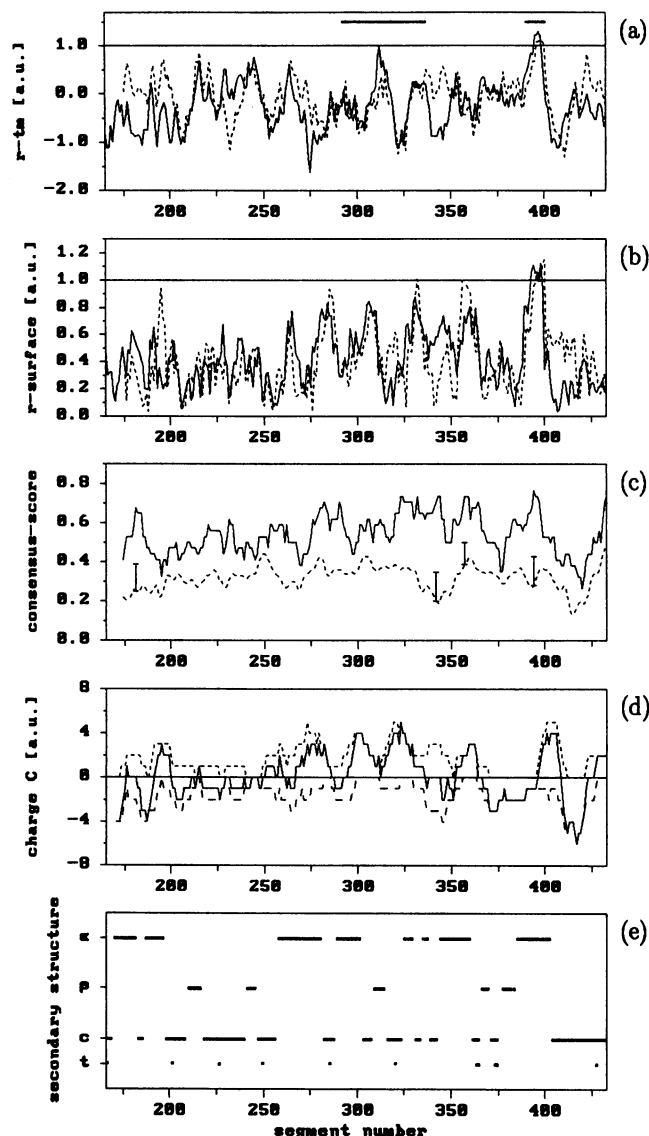 (a)
r-tm [a.u.]
1.0
0.0
-1.0
-2.0
200 250 300 350 400
(b)
r-surface [a.u.]
1.2
1.0
0.8
0.6
0.4
0.2
0.0
200 250 300 350 400
(c)
consensus-score
0.8
0.6
0.4
0.2
0.0
200 250 300 350 400
(d)
charge C [a.u.]
8
4
0
-4
-8
200 250 300 350 400
(e)
secondary structure
c
t
200 250 300 350 400
segment number